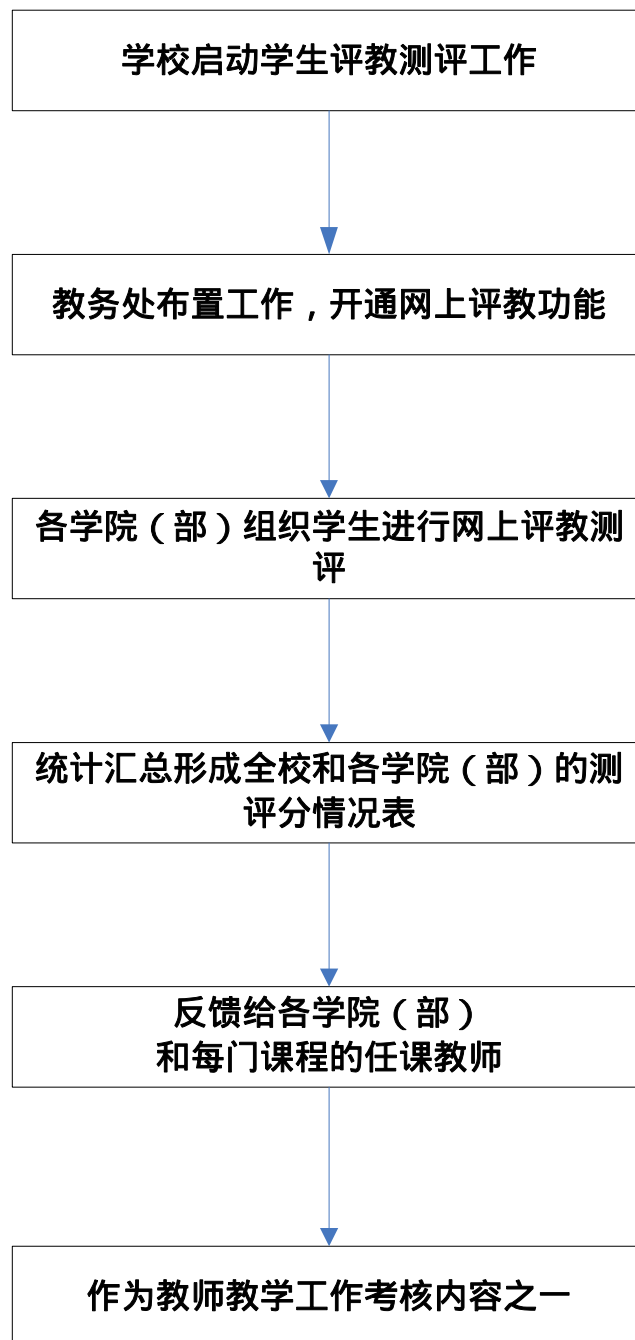 学校启动学生评教测评工作
教务处布置工作，开通网上评教功能
各学院（部）组织学生进行网上评教测
评
统计汇总形成全校和各学院（部）的测
评分情况表
反馈给各学院（部）
和每门课程的任课教师
作为教师教学工作考核内容之一